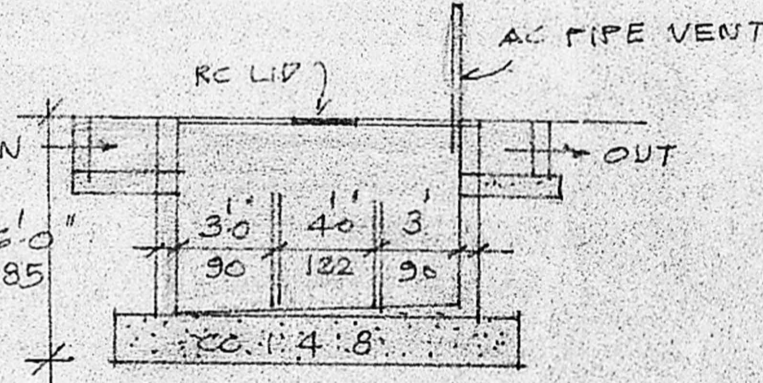 AC PIPE VENT
RC LID
N
OUT
3'0" 4'0" 3'
90 122 90
6'0"
85
CC 1 4 8